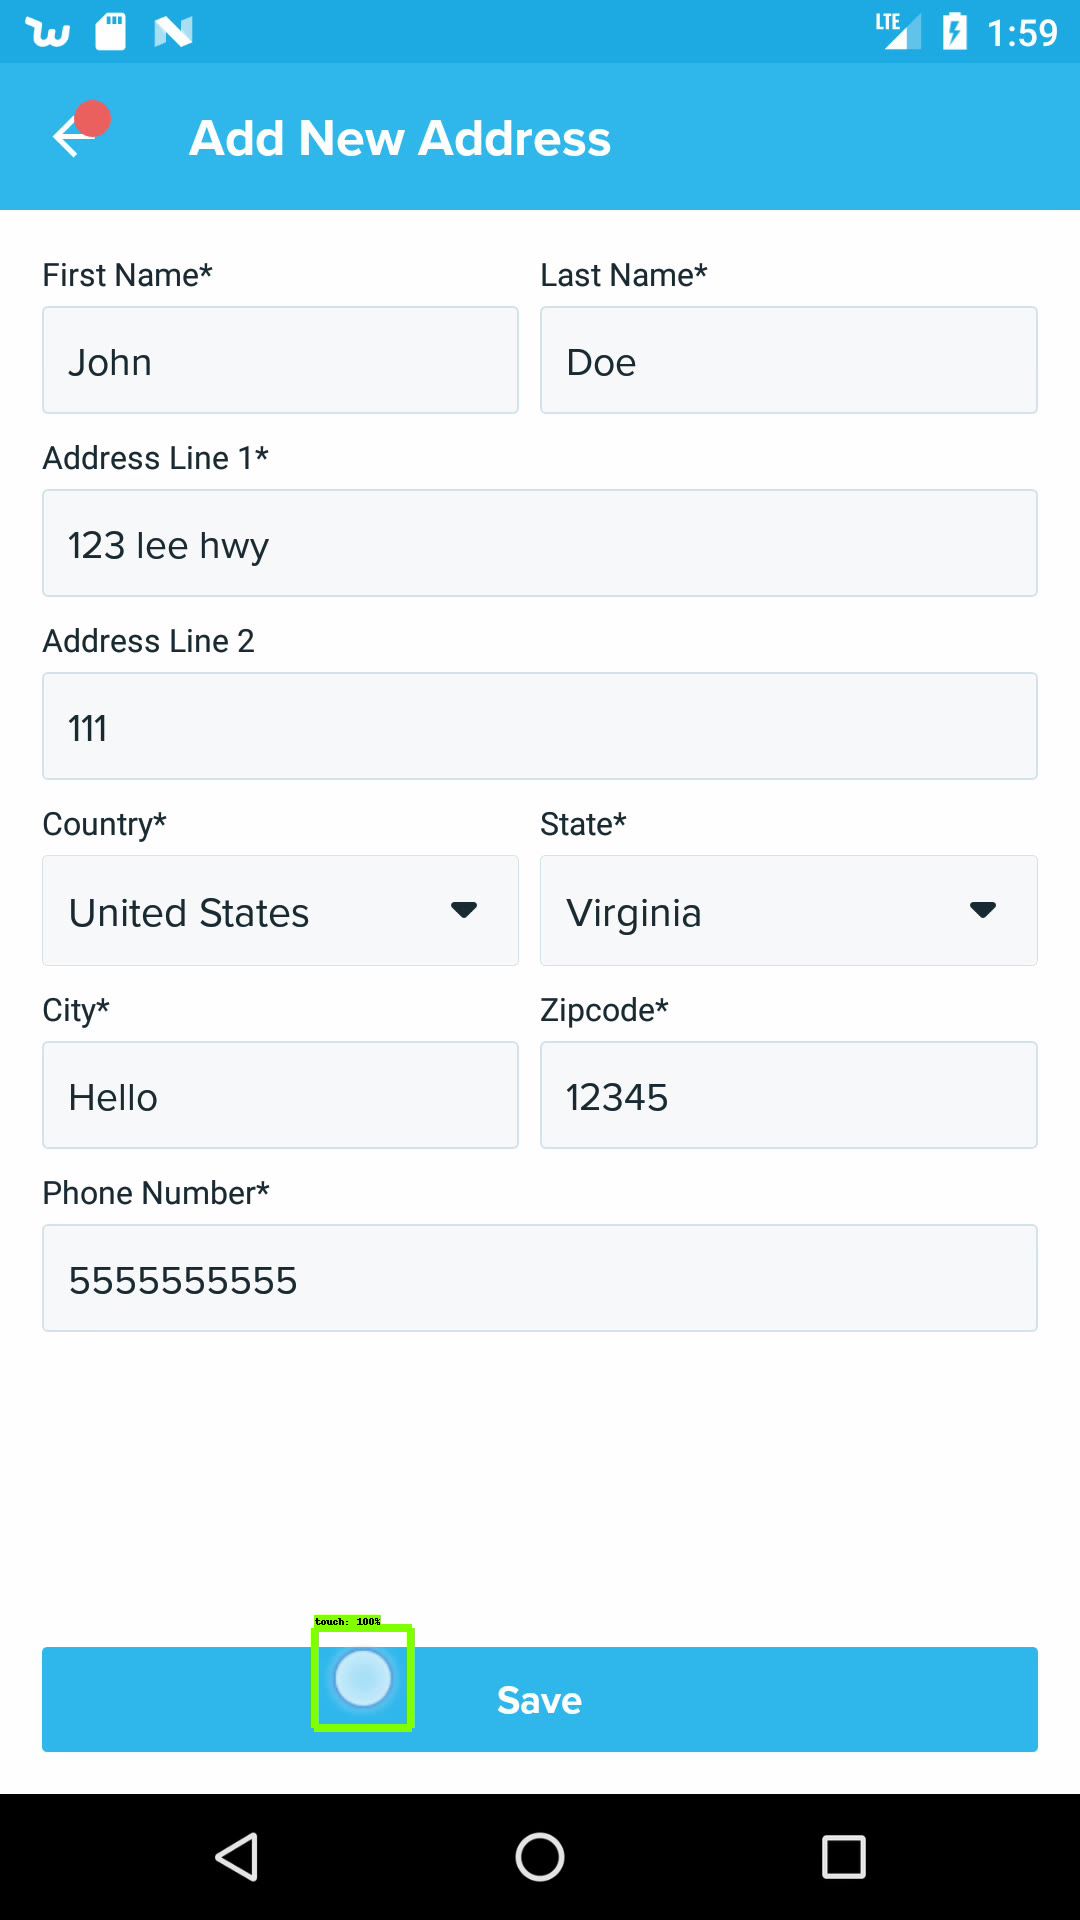 LTE 1:59
Add New Address
First Name* Last Name*
John Doe
Address Line 1*
123 lee hwy
Address Line 2
111
Country* State*
United States Virginia
City* Zipcode*
Hello 12345
Phone Number*
5555555555
touch: 100%
Save